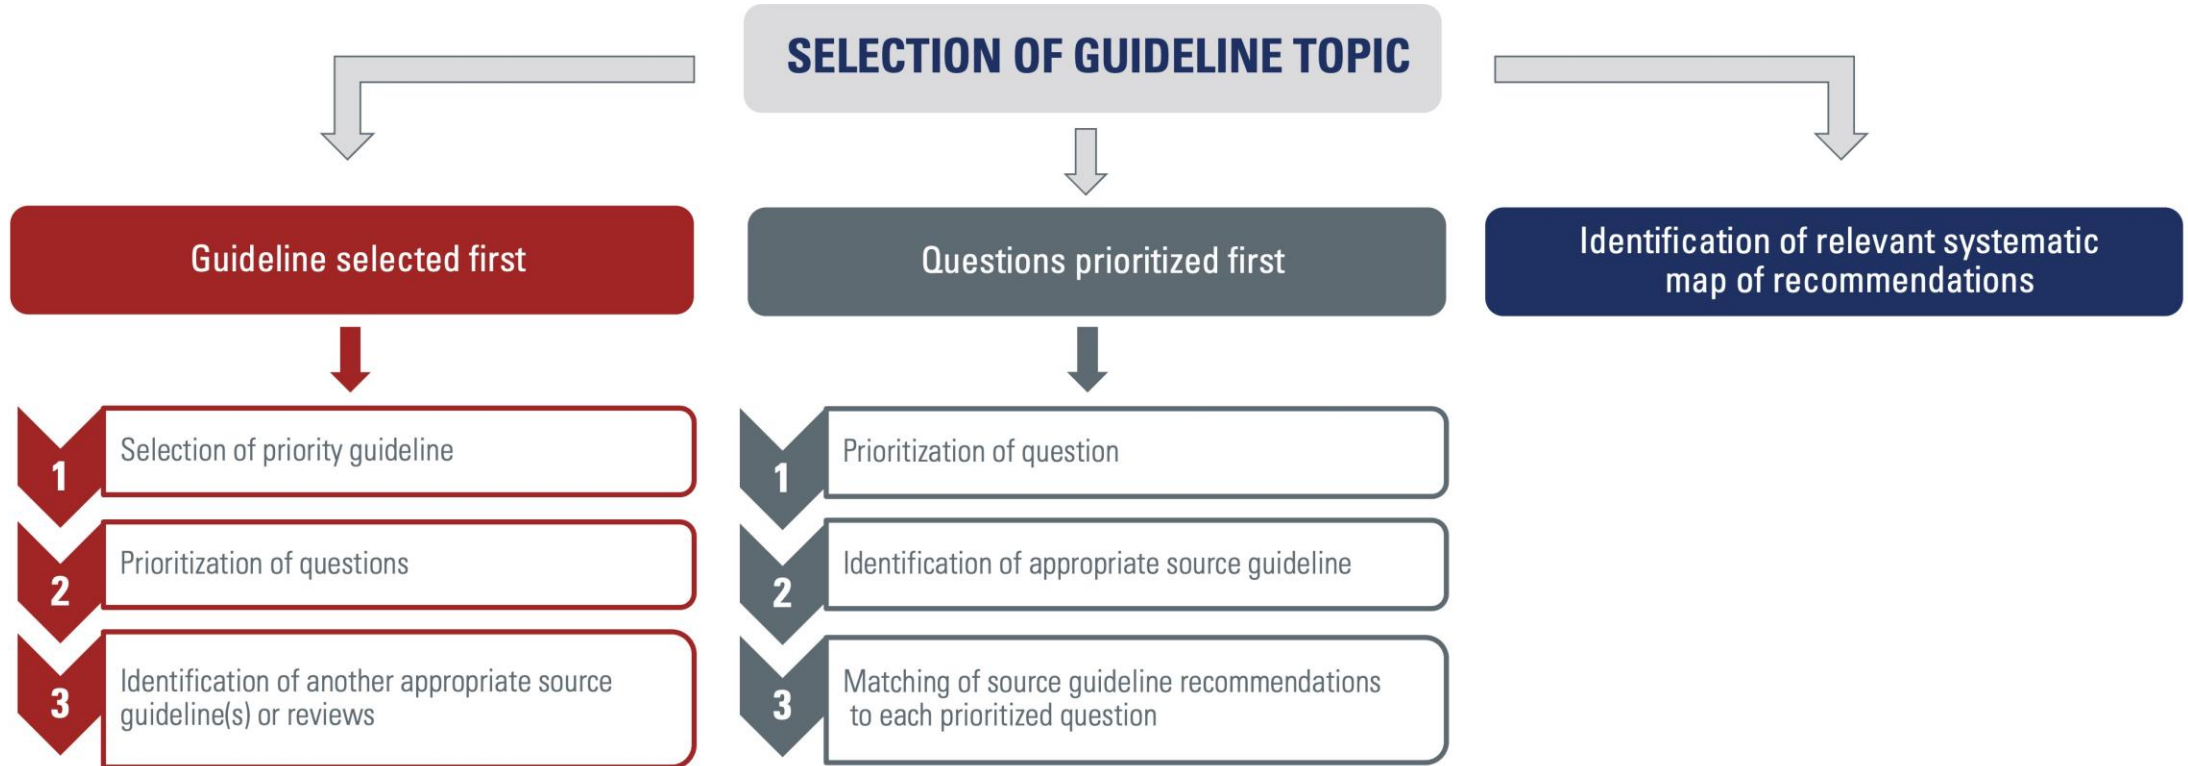 SELECTION OF GUIDELINE TOPIC
Guideline selected first
1
Selection of priority guideline
2
Prioritization of questions
3
Identification of another appropriate source
guideline(s) or reviews
Questions prioritized first
1
Prioritization of question
2
Identification of appropriate source guideline
3
Matching of source guideline recommendations
to each prioritized question
Identification of relevant systematic
map of recommendations